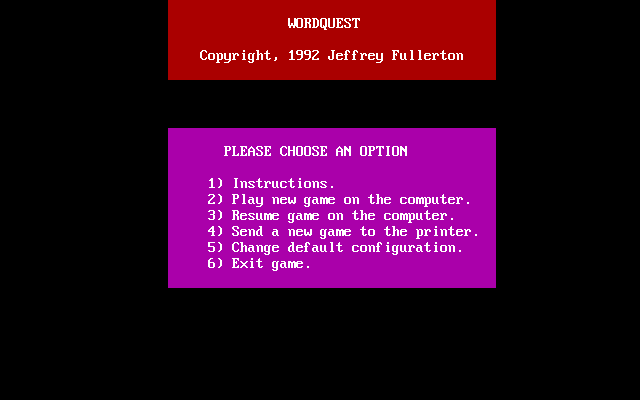 WORDQUEST
Copyright, 1992 Jeffrey Fullerton
PLEASE CHOOSE AN OPTION
1) Instructions.
2) Play new game on the computer.
3) Resume game on the computer.
4) Send a new game to the printer.
5) Change default configuration.
6) Exit game.